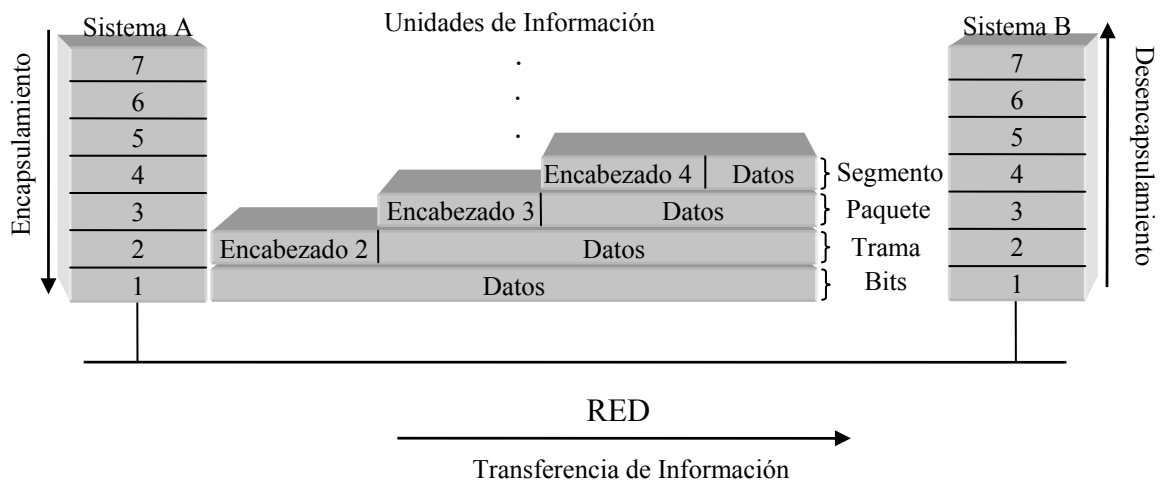 Unidades de Información
Sistema A
Sistema B
Encapsulamiento
Desencapsulamiento
7
6
5
4
3
2
1
.
.
.
Encabezado 4 Datos
Segmento
Encabezado 3 Datos
Paquete
Encabezado 2 Datos
Trama
Datos
Bits
7
6
5
4
3
2
1
RED
Transferencia de Información